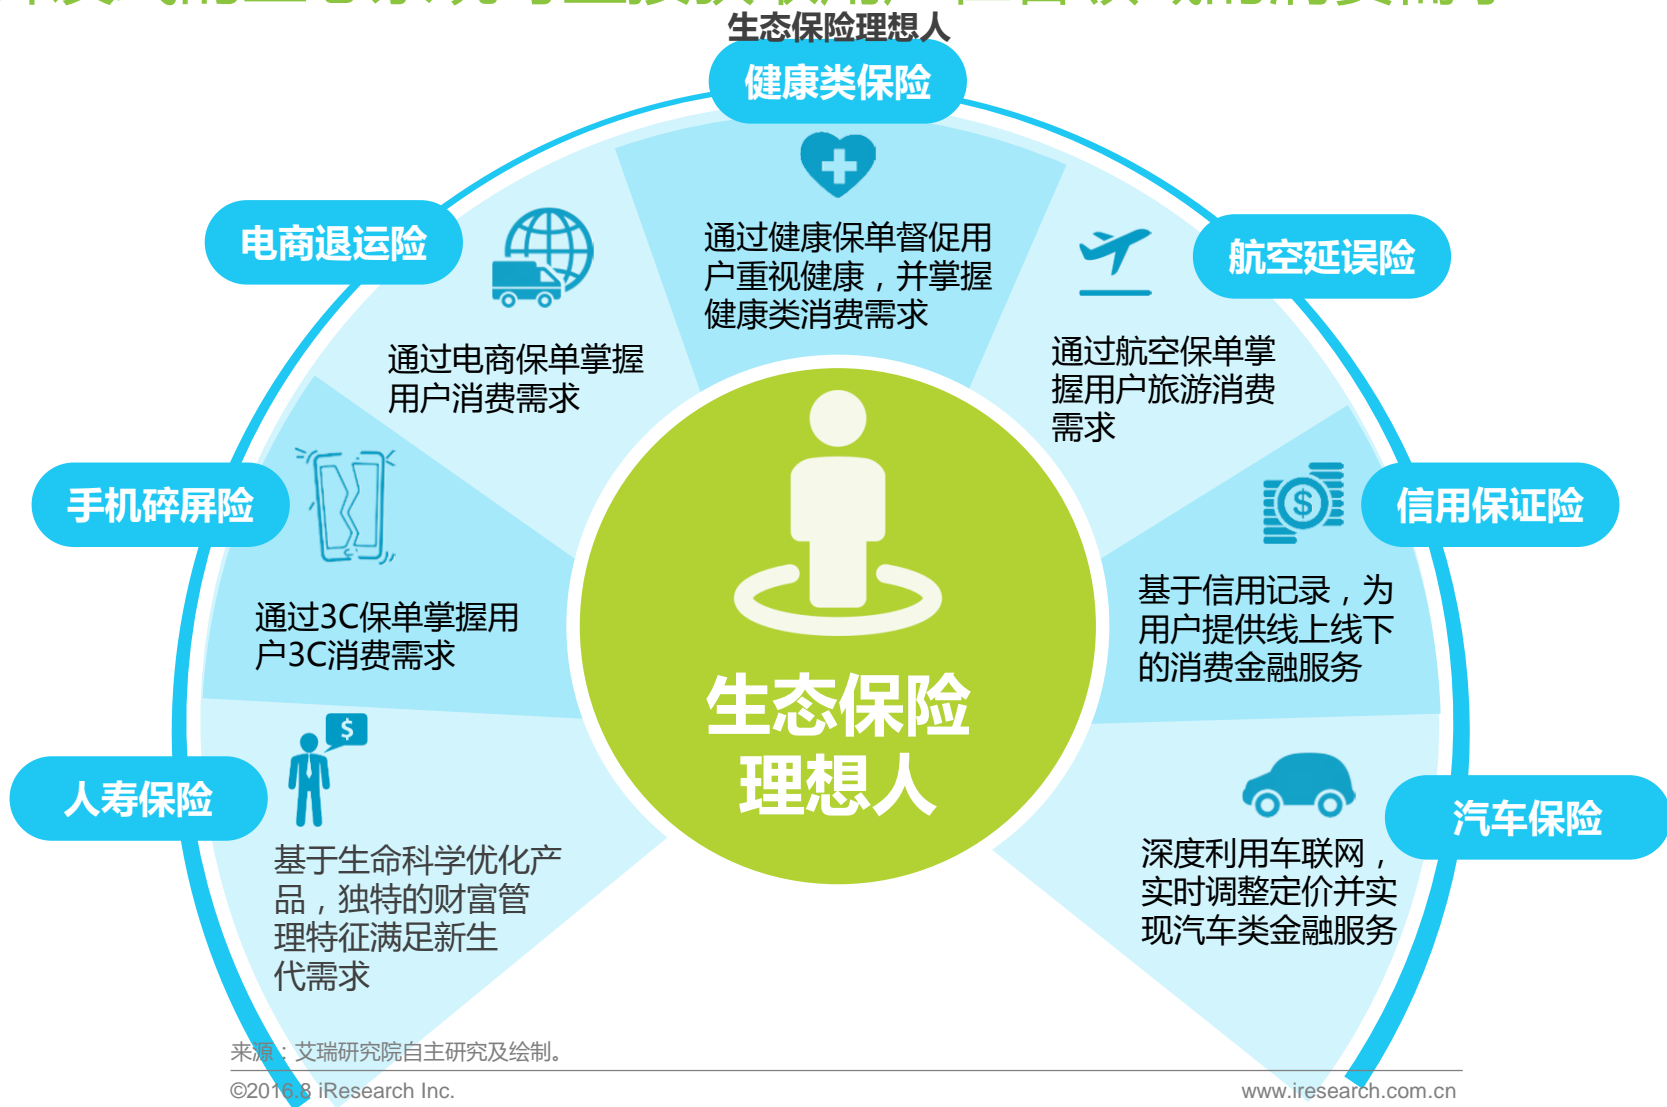 生态保险理想人
健康类保险
通过健康保单督促用
户重视健康，并掌握
健康类消费需求
电商退运险
通过电商保单掌握
用户消费需求
航空延误险
通过航空保单掌
握用户旅游消费
需求
手机碎屏险
通过3C保单掌握用
户3C消费需求
信用保证险
基于信用记录，为
用户提供线上线下
的消费金融服务
生态保险
理想人
人寿保险
基于生命科学优化产
品，独特的财富管
理特征满足新生
代需求
汽车保险
深度利用车联网，
实时调整定价并实
现汽车类金融服务
来源：艾瑞研究院自主研究及绘制。
©2016.8 iResearch Inc.
www.iresearch.com.cn